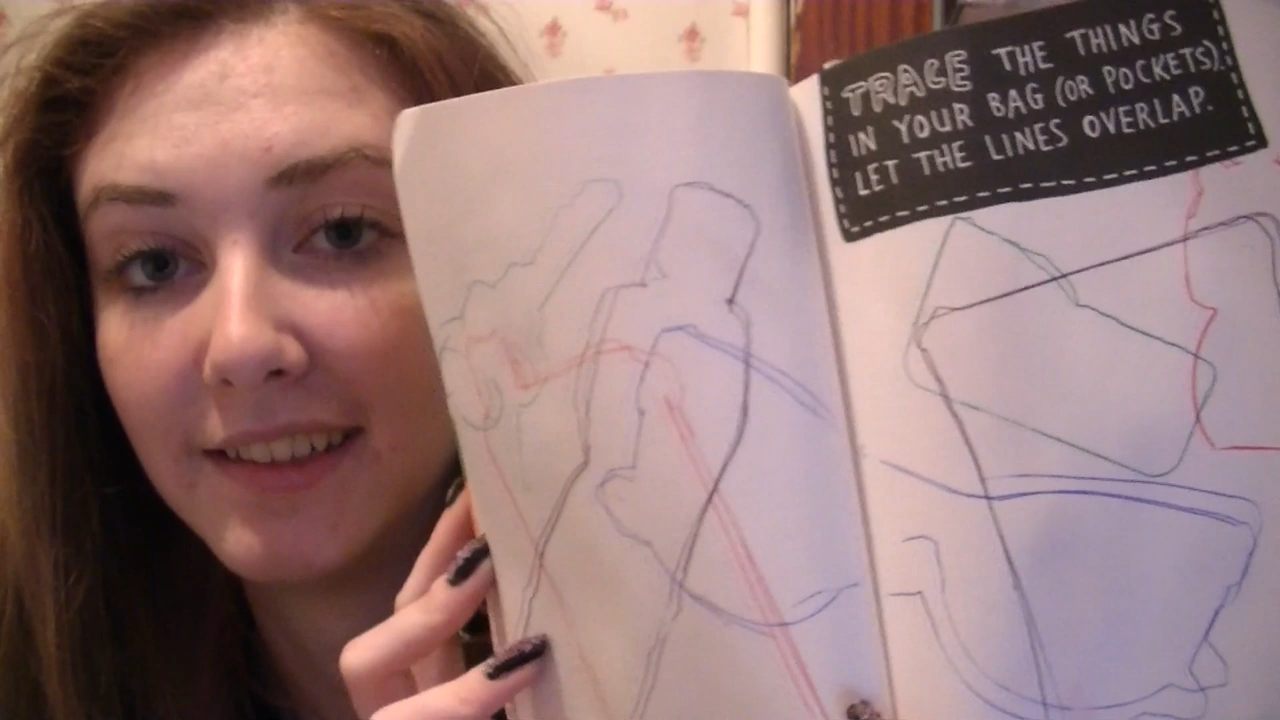 TRACE THE THINGS
IN YOUR BAG (OR POCKETS).
LET THE LINES OVERLAP.